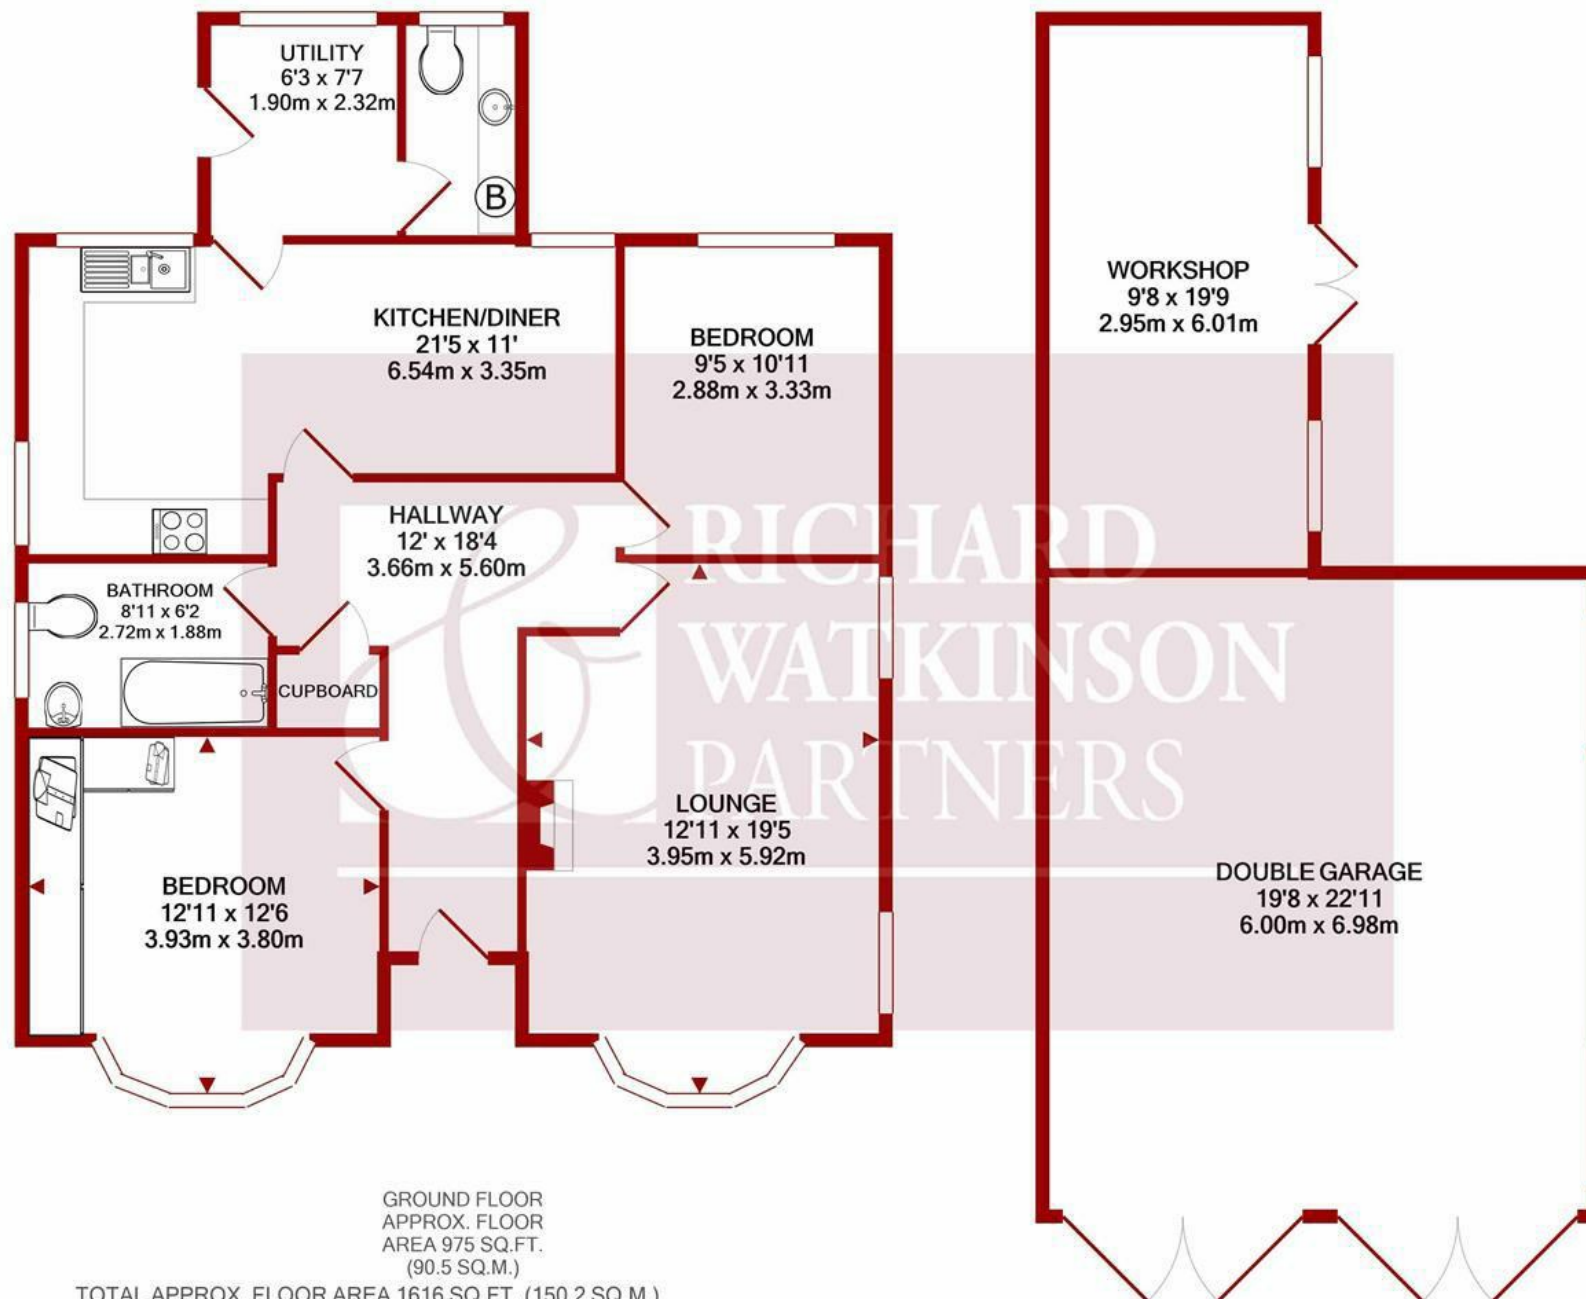 UTILITY
6'3 x 7'7
1.90m x 2.32m
B
KITCHEN/DINER
21'5 x 11'
6.54m x 3.35m
BEDROOM
9'5 x 10'11
2.88m x 3.33m
WORKSHOP
9'8 x 19'9
2.95m x 6.01m
HALLWAY
12' x 18'4
3.66m x 5.60m
RICHARD
WATKINSON
PARTNERS
BATHROOM
8'11 x 6'2
2.72m x 1.88m
CUPBOARD
LOUNGE
12'11 x 19'5
3.95m x 5.92m
BEDROOM
12'11 x 12'6
3.93m x 3.80m
DOUBLE GARAGE
19'8 x 22'11
6.00m x 6.98m
GROUND FLOOR
APPROX. FLOOR
AREA 975 SQ.FT.
(90.5 SQ.M.)
TOTAL APPROX. FLOOR AREA 1616 SQ.FT. (150.2 SQ.M.)